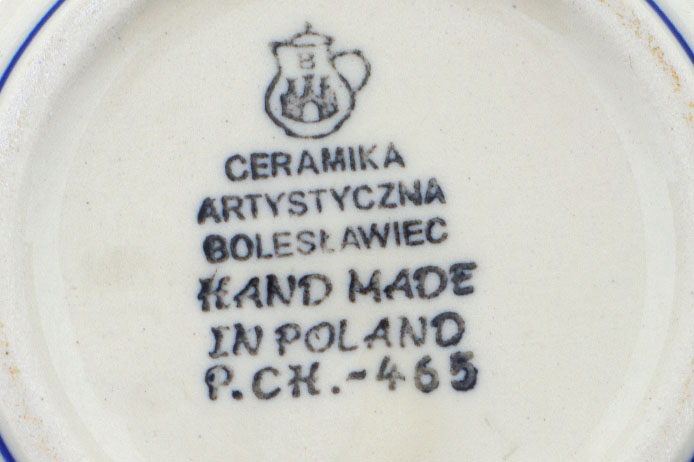 CERAMIKA
ARTYSTYCZNA
BOLESŁAWIEC
HAND MADE
IN POLAND
P.CH.-465